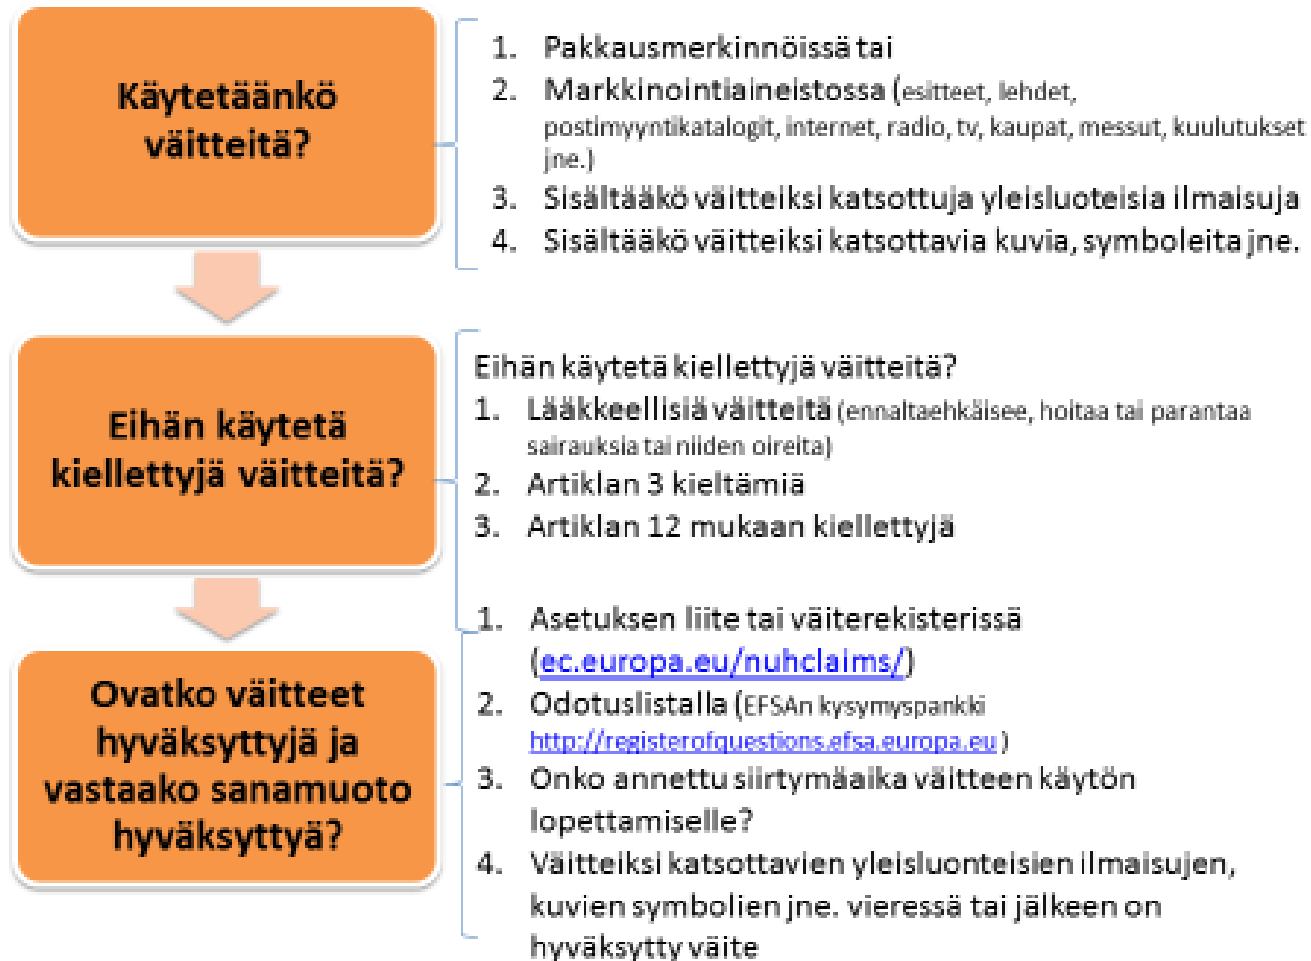 Käytetäänkö
väitteitä?
1. Pakkausmerkinnöissä tai
2. Markkinointiaineistossa (esitteet, lehdet,
postimyyntikatalogit, internet, radio, tv, kaupat, messut, kuulutukset
jne.)
3. Sisältääkö väitteiksi katsottuja yleisluoteisia ilmaisuja
4. Sisältääkö väitteiksi katsottavia kuvia, symboleita jne.
Eihän käytetä
kiellettyjä väitteitä?
Eihän käytetä kiellettyjä väitteitä?
1. Lääkkeellisiä väitteitä (ennaltaehkäisee, hoitaa tai parantaa
sairauksia tai niiden oireita)
2. Artiklan 3 kieltämiä
3. Artiklan 12 mukaan kiellettyjä
Ovatko väitteet
hyväksyttyjä ja
vastaako sanamuoto
hyväksyttyä?
1. Asetuksen liite tai väiterekisterissä
(ec.europa.eu/nuhclaims/)
2. Odotuslistalla (EFSAn kysymyspankki
http://registerofquestions.efsa.europa.eu )
3. Onko annettu siirtymäaika väitteen käytön
lopettamiselle?
4. Väitteiksi katsottavien yleisluonteisien ilmaisujen,
kuvien symbolien jne. vieressä tai jälkeen on
hyväksytty väite